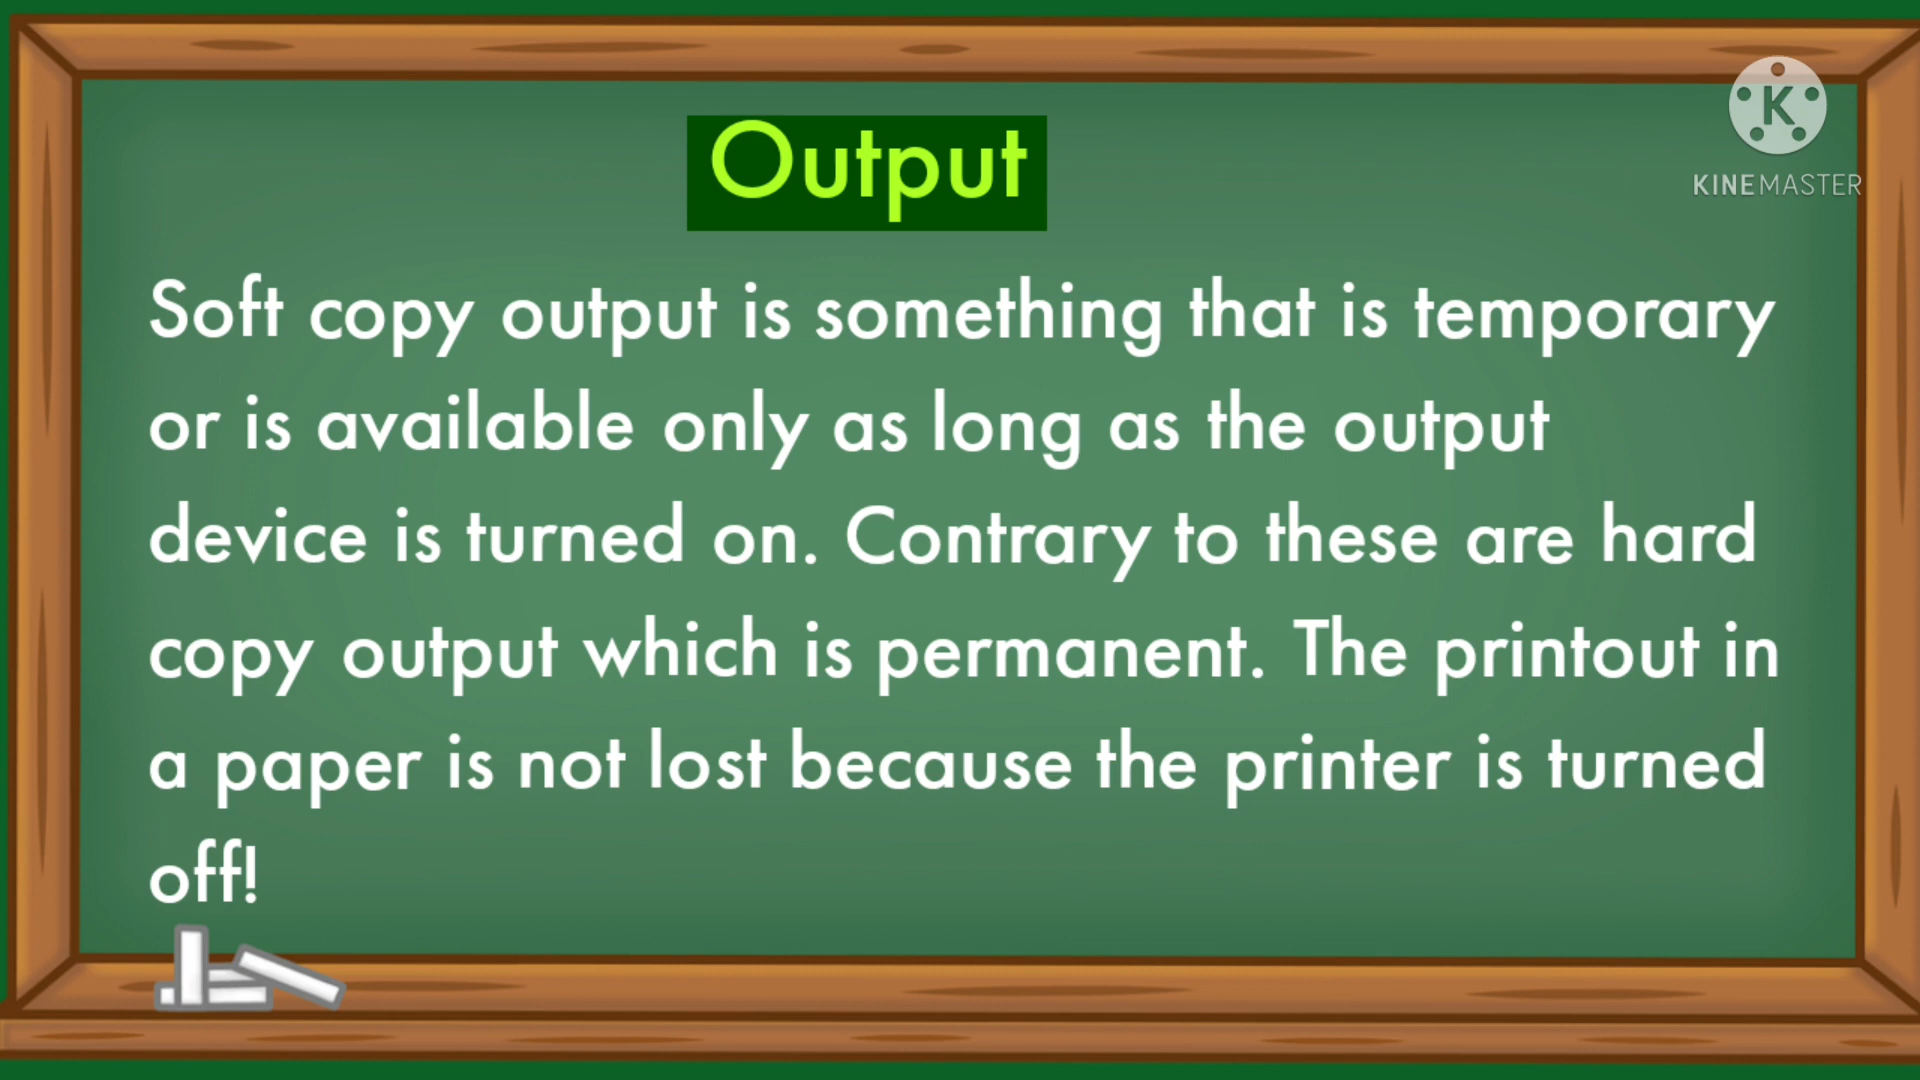 Output
K
KINEMASTER
Soft copy output is something that is temporary
or is available only as long as the output
device is turned on. Contrary to these are hard
copy output which is permanent. The printout in
a paper is not lost because the printer is turned
off!